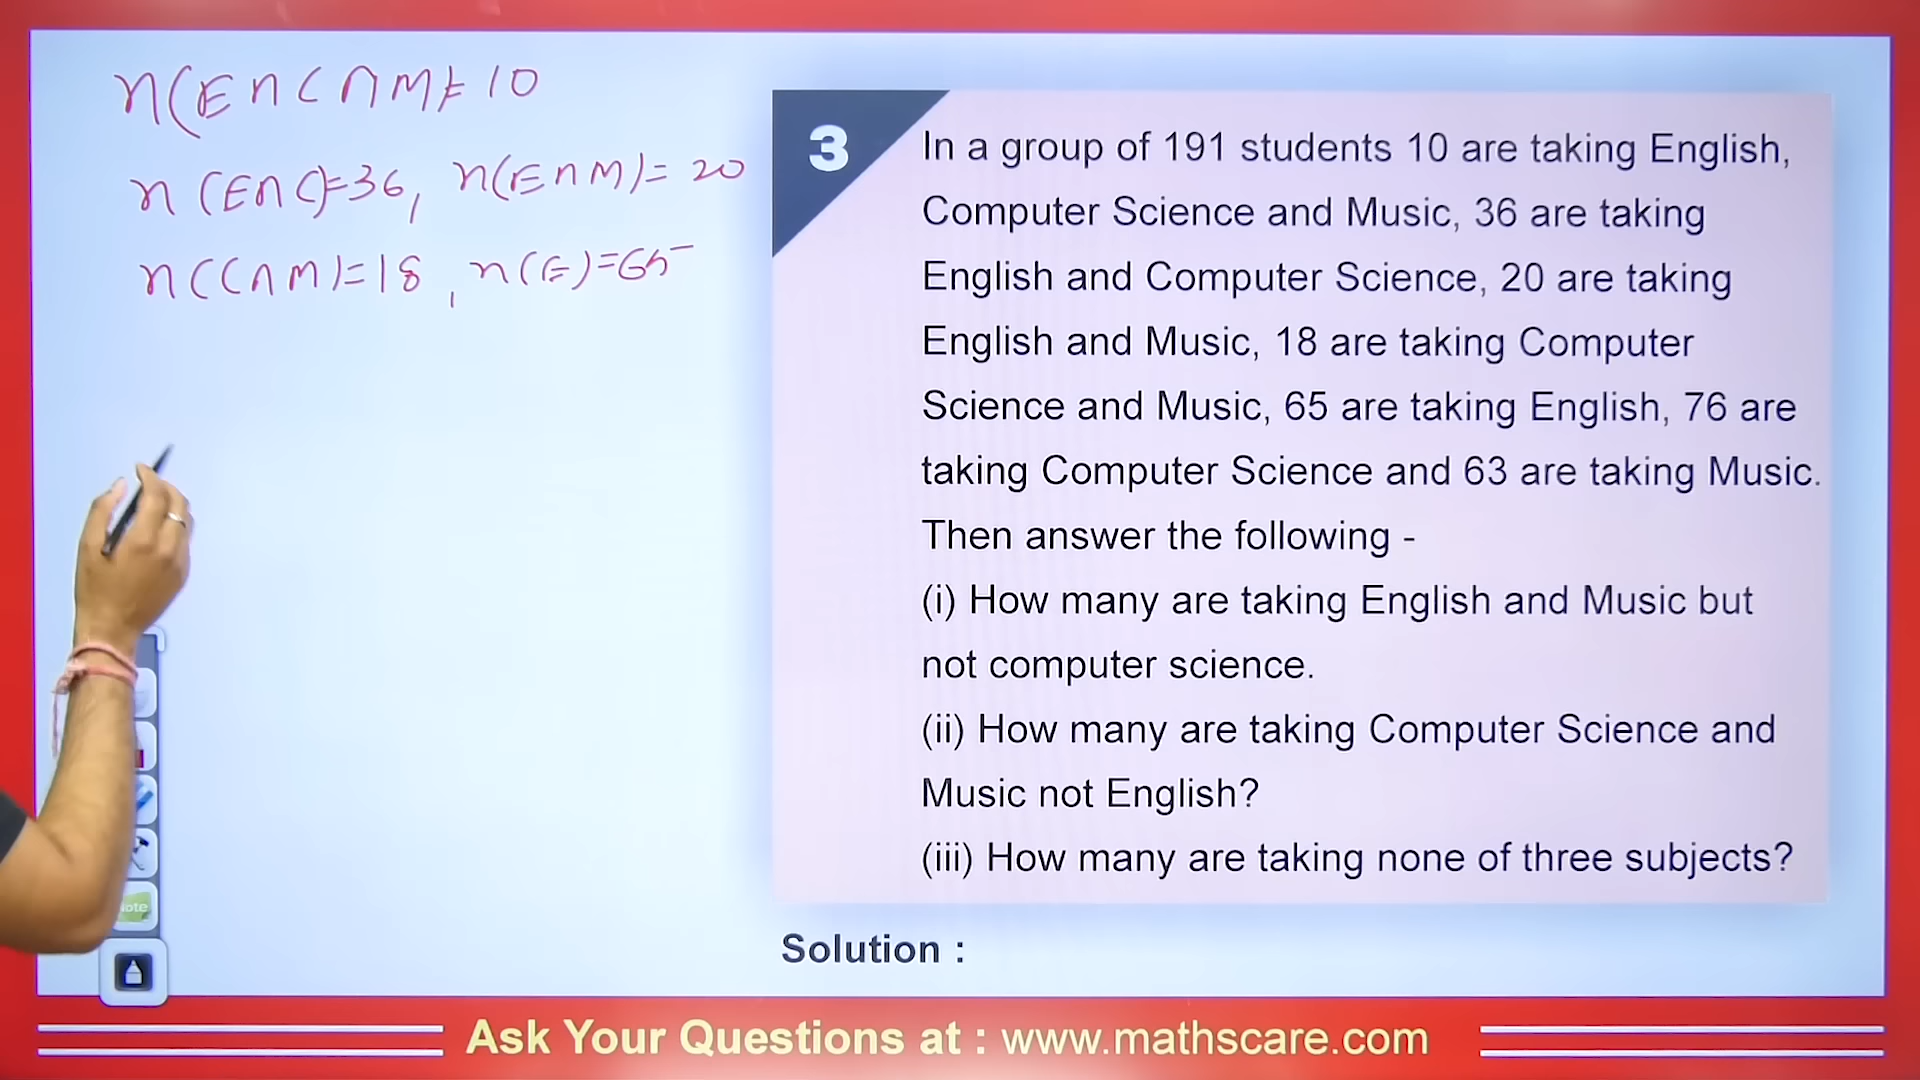 n(E∩C∩M)=10
n(E∩C)=36, n(E∩M)=20
n(C∩M)=18, n(E)=65
3
In a group of 191 students 10 are taking English,
Computer Science and Music, 36 are taking
English and Computer Science, 20 are taking
English and Music, 18 are taking Computer
Science and Music, 65 are taking English, 76 are
taking Computer Science and 63 are taking Music.
Then answer the following -
(i) How many are taking English and Music but
not computer science.
(ii) How many are taking Computer Science and
Music not English?
(iii) How many are taking none of three subjects?
Solution :
Note
Ask Your Questions at : www.mathscare.com